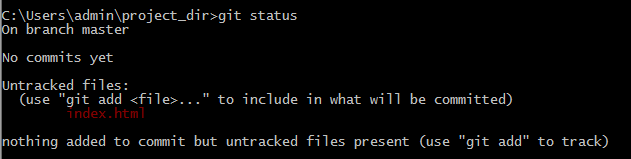 C:\Users\admin\project_dir>git status
On branch master
No commits yet
Untracked files:
(use "git add <file>..." to include in what will be committed)
index.html
nothing added to commit but untracked files present (use "git add" to track)